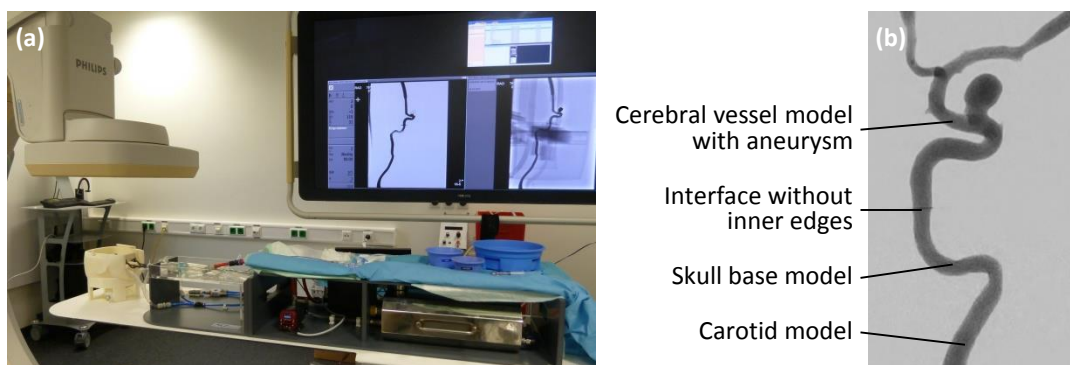 (a)
PHILIPS
(b)
Cerebral vessel model
with aneurysm
Interface without
inner edges
Skull base model
Carotid model